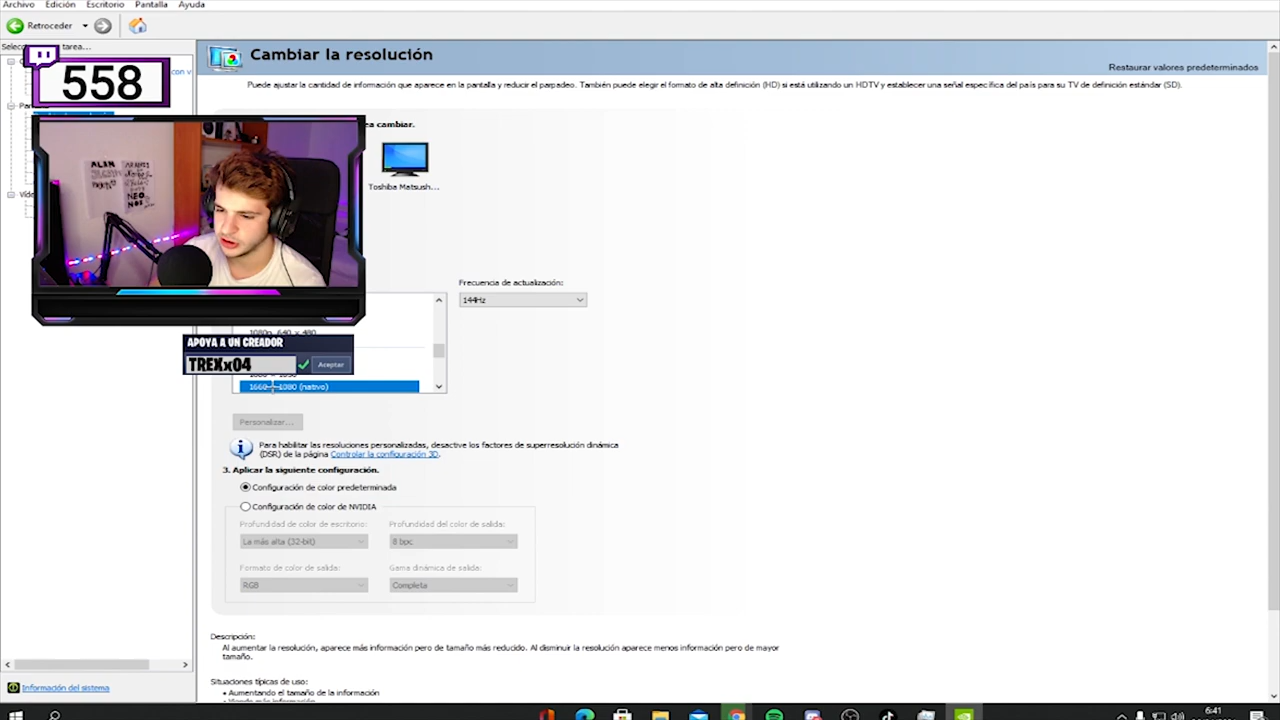 Archivo Edición Escritorio Pantalla Ayuda
Retroceder
tarea...
558
con v
Cambiar la resolución
Restaurar valores predeterminados
Puede ajustar la cantidad de información que aparece en la pantalla y reducir el parpadeo. También puede elegir el formato de alta definición (HD) si está utilizando un HDTV y establecer una señal específica del país para su TV de definición estándar (SD).
ea cambiar.
Toshiba Matsush...
ALAN
Frecuencia de actualización:
144Hz
1080p, 640 x 480
APOYA A UN CREADOR
TREXx04
Aceptar
1080 (nativo)
Personalizar...
Para habilitar las resoluciones personalizadas, desactive los factores de superresolución dinámica
(DSR) de la página Controlar la configuración 3D.
3. Aplicar la siguiente configuración.
Configuración de color predeterminada
Configuración de color de NVIDIA
Profundidad de color de escritorio:
Profundidad del color de salida:
La más alta (32-bit)
8 bpc
Formato de color de salida:
Gama dinámica de salida:
RGB
Completa
Descripción:
Al aumentar la resolución, aparece más información pero de tamaño más reducido. Al disminuir la resolución aparece menos información pero de mayor
tamaño.
Situaciones típicas de uso:
• Aumentando el tamaño de la información
Información del sistema
6:41